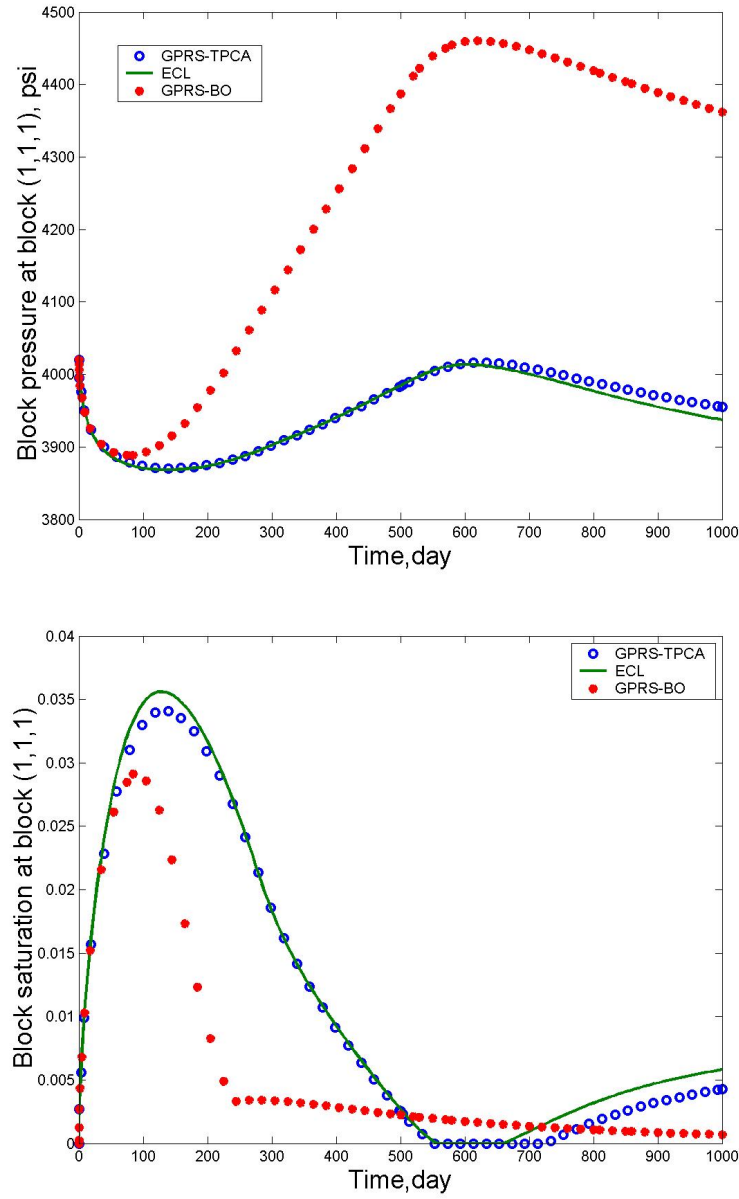 4500
4400
4300
4200
4100
4000
3900
3800
Block pressure at block (1,1,1), psi
GPRS-TPCA
ECL
GPRS-BO
0 100 200 300 400 500 600 700 800 900 1000
Time,day
0.04
0.035
0.03
0.025
0.02
0.015
0.01
0.005
0
Block saturation at block (1,1,1)
GPRS-TPCA
ECL
GPRS-BO
0 100 200 300 400 500 600 700 800 900 1000
Time,day